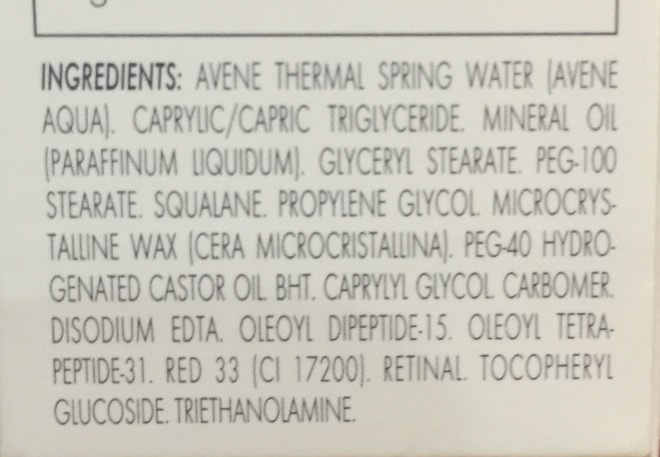 INGREDIENTS: AVENE THERMAL SPRING WATER (AVENE
AQUA). CAPRYLIC/CAPRIC TRIGLYCERIDE. MINERAL OIL
(PARAFFINUM LIQUIDUM). GLYCERYL STEARATE. PEG-100
STEARATE. SQUALANE. PROPYLENE GLYCOL. MICROCRYS-
TALLINE WAX (CERA MICROCRISTALLINA). PEG-40 HYDRO-
GENATED CASTOR OIL. BHT. CAPRYLYL GLYCOL. CARBOMER.
DISODIUM EDTA. OLEOYL DIPEPTIDE-15. OLEOYL TETRA-
PEPTIDE-31. RED 33 (CI 17200). RETINAL. TOCOPHERYL
GLUCOSIDE. TRIETHANOLAMINE.